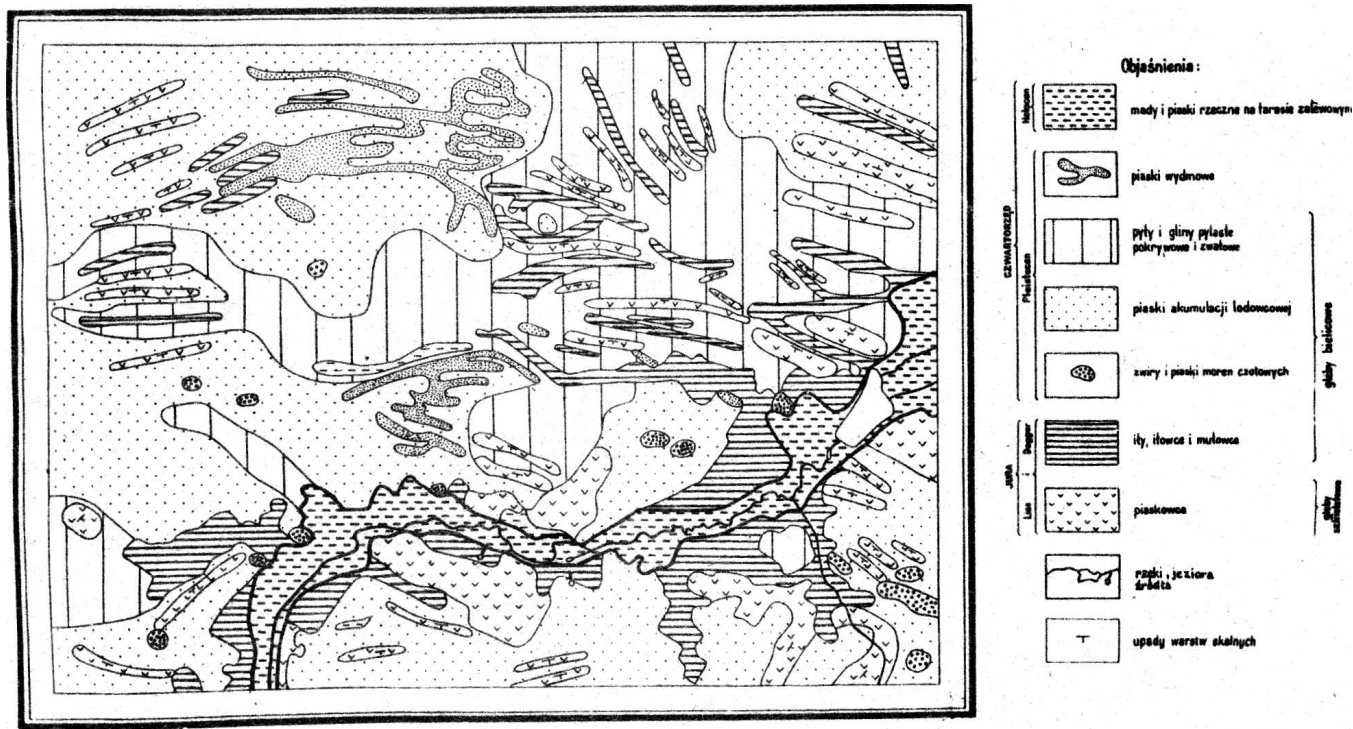 Objaśnienia:
CZWARTORZĘD
Holocen
mady i piaski rzeczne na tarasie zalewowym
Pleistocen
piaski wydmowe
pyły i gliny pylaste
pokrywowe i zwałowe
piaski akumulacji lodowcowej
żwiry i piaski moren czołowych
gleby bielicowe
JURA
Dogger
iły, iłowce i mułowce
Lias
piaskowce
gleby
rzeki, jeziora
źródła
upady warstw skalnych